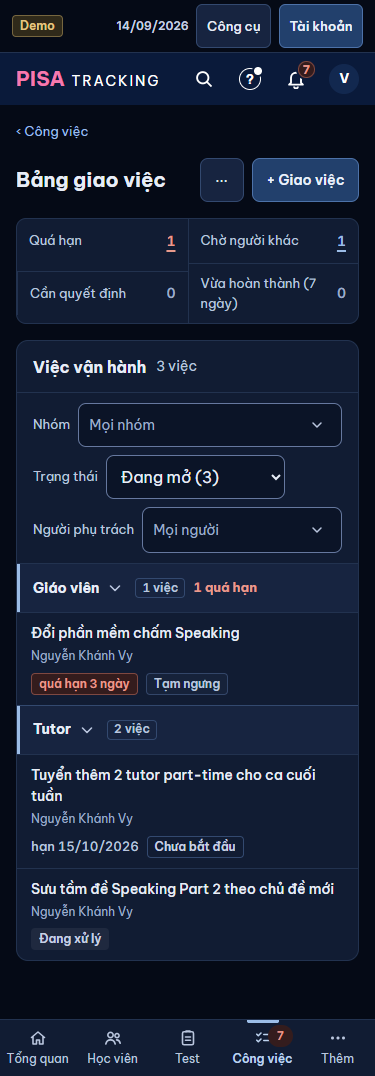 Demo
14/09/2026
Công cụ
Tài khoản
PISA TRACKING
?
7
V
‹ Công việc
Bảng giao việc
...
+ Giao việc
Quá hạn 1
Chờ người khác 1
Cần quyết định 0
Vừa hoàn thành (7
ngày) 0
Việc vận hành 3 việc
Nhóm Mọi nhóm
Trạng thái Đang mở (3)
Người phụ trách Mọi người
Giáo viên 1 việc 1 quá hạn
Đổi phần mềm chấm Speaking
Nguyễn Khánh Vy
quá hạn 3 ngày Tạm ngưng
Tutor 2 việc
Tuyển thêm 2 tutor part-time cho ca cuối
tuần
Nguyễn Khánh Vy
hạn 15/10/2026 Chưa bắt đầu
Sưu tầm đề Speaking Part 2 theo chủ đề mới
Nguyễn Khánh Vy
Đang xử lý
7
Tổng quan Học viên Test Công việc Thêm